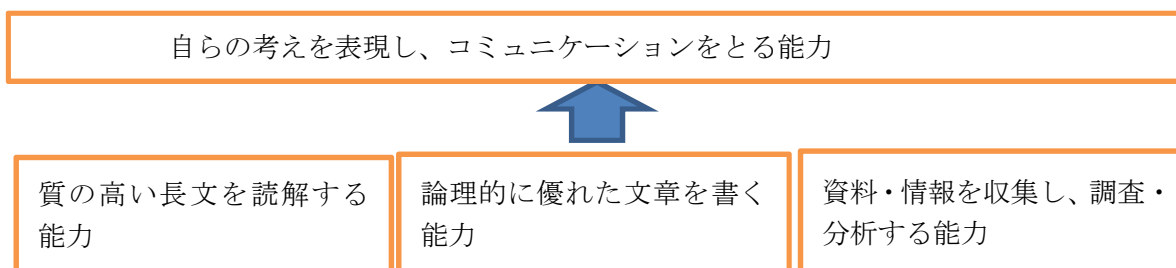 自らの考えを表現し、コミュニケーションをとる能力
質の高い長文を読解する
能力
論理的に優れた文章を書く
能力
資料・情報を収集し、調査・
分析する能力